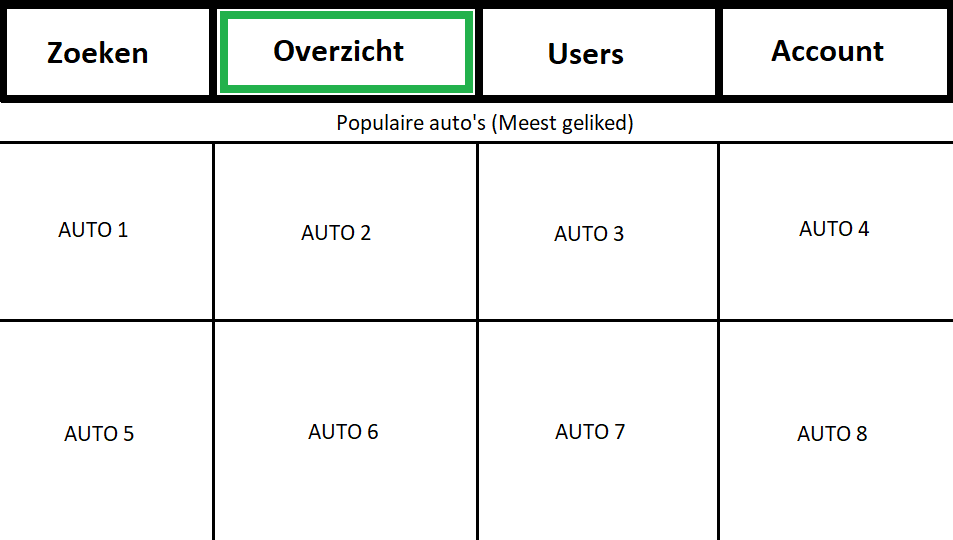 Zoeken Overzicht Users Account
Populaire auto's (Meest geliked)
AUTO 1 AUTO 2 AUTO 3 AUTO 4
AUTO 5 AUTO 6 AUTO 7 AUTO 8